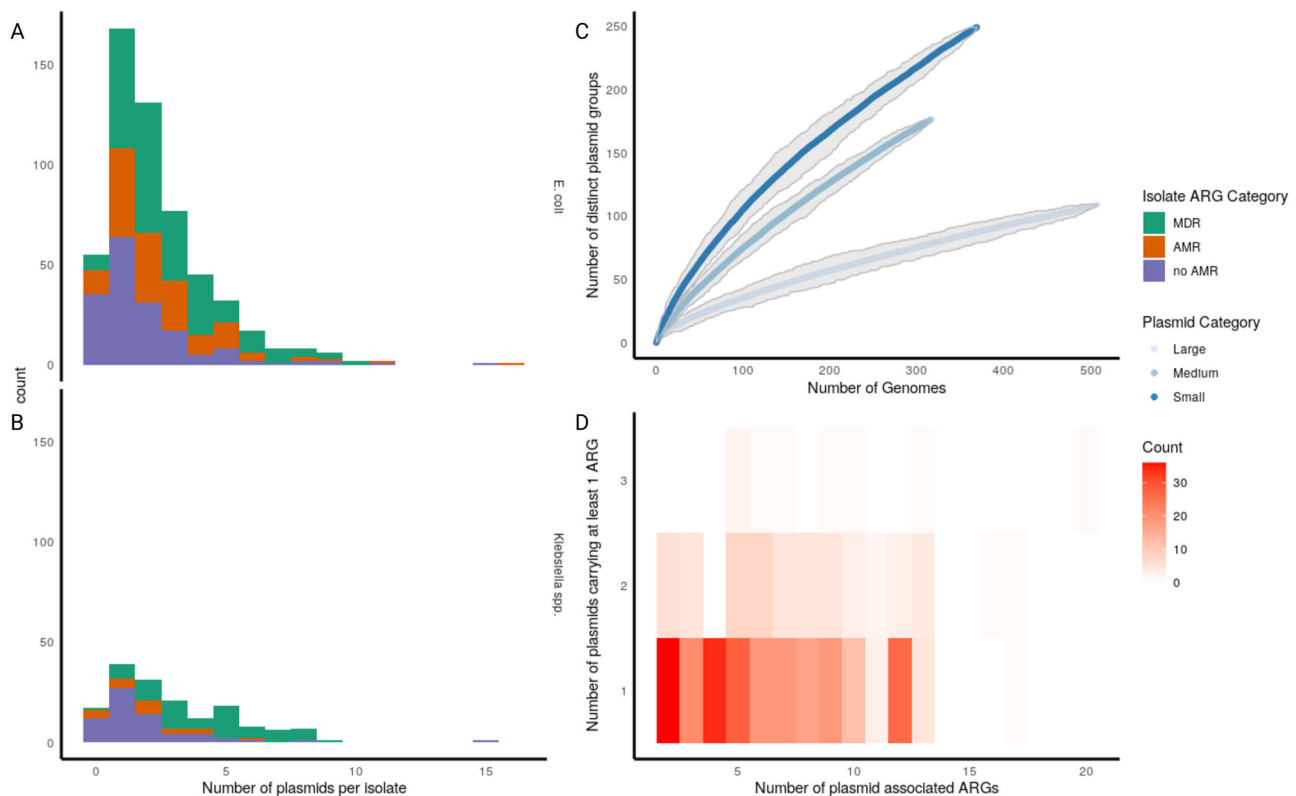 A
150
100
50
0
E. coli
count
B
150
100
50
0
Klebsiella spp.
0
5
10
15
Number of plasmids per isolate
C
250
200
150
100
50
0
Number of distinct plasmid groups
0
100
200
300
400
500
Number of Genomes
D
3
2
1
Number of plasmids carrying at least 1 ARG
5
10
15
20
Number of plasmid associated ARGs
Isolate ARG Category
MDR
AMR
no AMR
Plasmid Category
Large
Medium
Small
Count
30
20
10
0